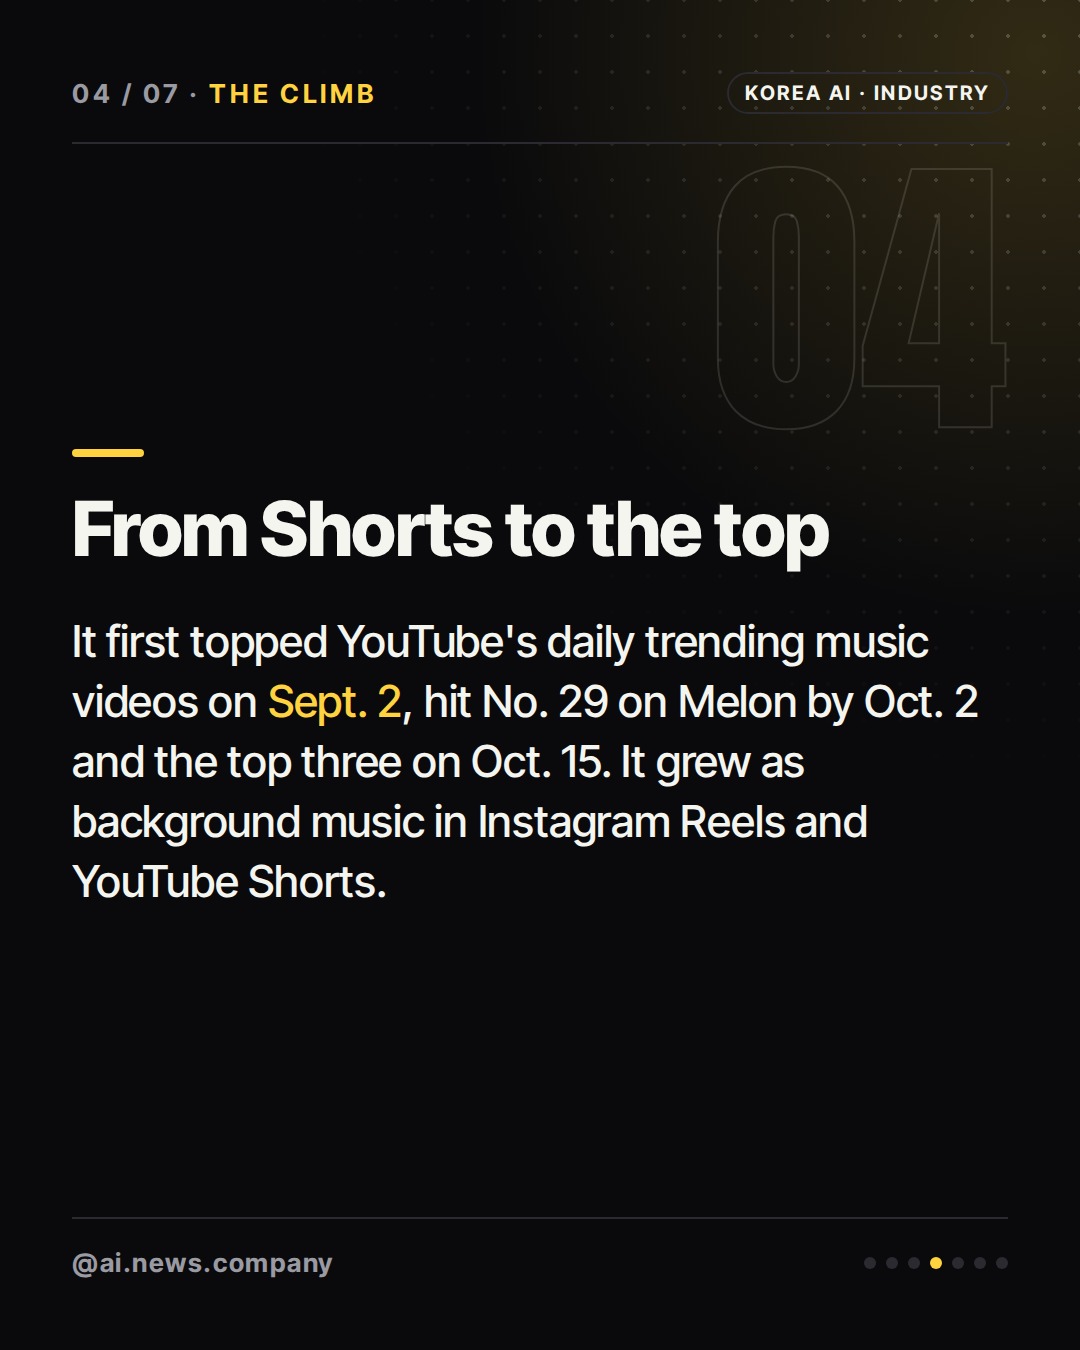 04 / 07 · THE CLIMB
KOREA AI · INDUSTRY
04
From Shorts to the top
It first topped YouTube's daily trending music
videos on Sept. 2, hit No. 29 on Melon by Oct. 2
and the top three on Oct. 15. It grew as
background music in Instagram Reels and
YouTube Shorts.
@ai.news.company